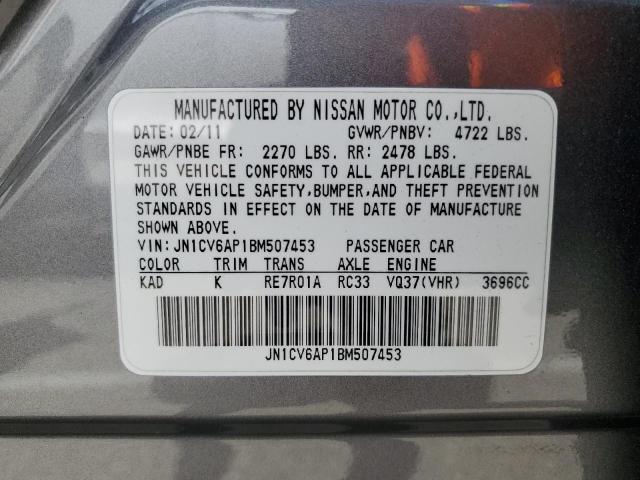 MANUFACTURED BY NISSAN MOTOR CO.,LTD.
DATE: 02/11 GVWR/PNBV: 4722 LBS.
GAWR/PNBE FR: 2270 LBS. RR: 2478 LBS.
THIS VEHICLE CONFORMS TO ALL APPLICABLE FEDERAL
MOTOR VEHICLE SAFETY,BUMPER,AND THEFT PREVENTION
STANDARDS IN EFFECT ON THE DATE OF MANUFACTURE
SHOWN ABOVE.
VIN: JN1CV6AP1BM507453 PASSENGER CAR
COLOR TRIM TRANS AXLE ENGINE
KAD K RE7R01A RC33 VQ37(VHR) 3696CC
JN1CV6AP1BM507453